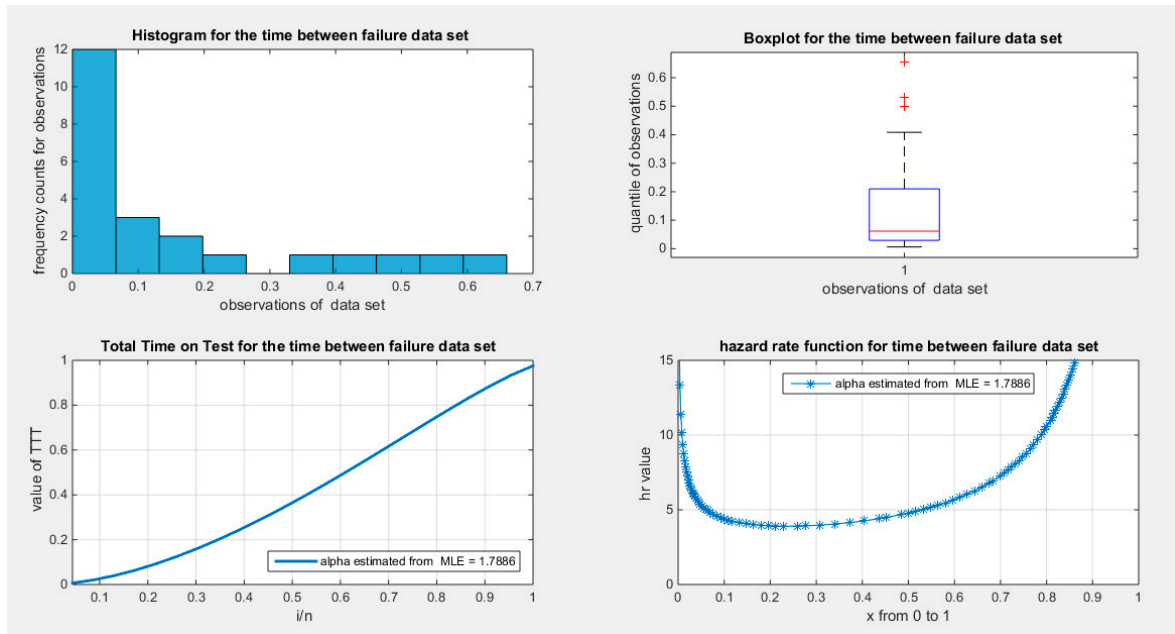 Histogram for the time between failure data set
12
10
8
6
4
2
0
frequency counts for observations
0 0.1 0.2 0.3 0.4 0.5 0.6 0.7
observations of data set
Boxplot for the time between failure data set
0.6
0.5
0.4
0.3
0.2
0.1
0
quantile of observations
1
observations of data set
Total Time on Test for the time between failure data set
1
0.8
0.6
0.4
0.2
0
value of TTT
alpha estimated from MLE = 1.7886
0.1 0.2 0.3 0.4 0.5 0.6 0.7 0.8 0.9 1
i/n
hazard rate function for time between failure data set
15
10
5
0
hr value
alpha estimated from MLE = 1.7886
0 0.1 0.2 0.3 0.4 0.5 0.6 0.7 0.8 0.9 1
x from 0 to 1